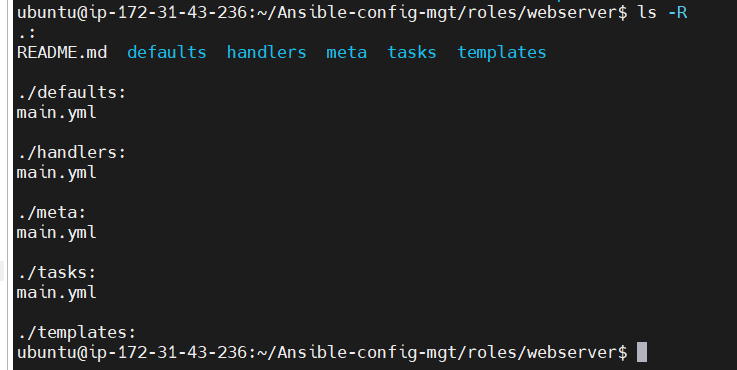 ubuntu@ip-172-31-43-236:~/Ansible-config-mgt/roles/webserver$ ls -R
.:
README.md  defaults  handlers  meta  tasks  templates
./defaults:
main.yml
./handlers:
main.yml
./meta:
main.yml
./tasks:
main.yml
./templates:
ubuntu@ip-172-31-43-236:~/Ansible-config-mgt/roles/webserver$